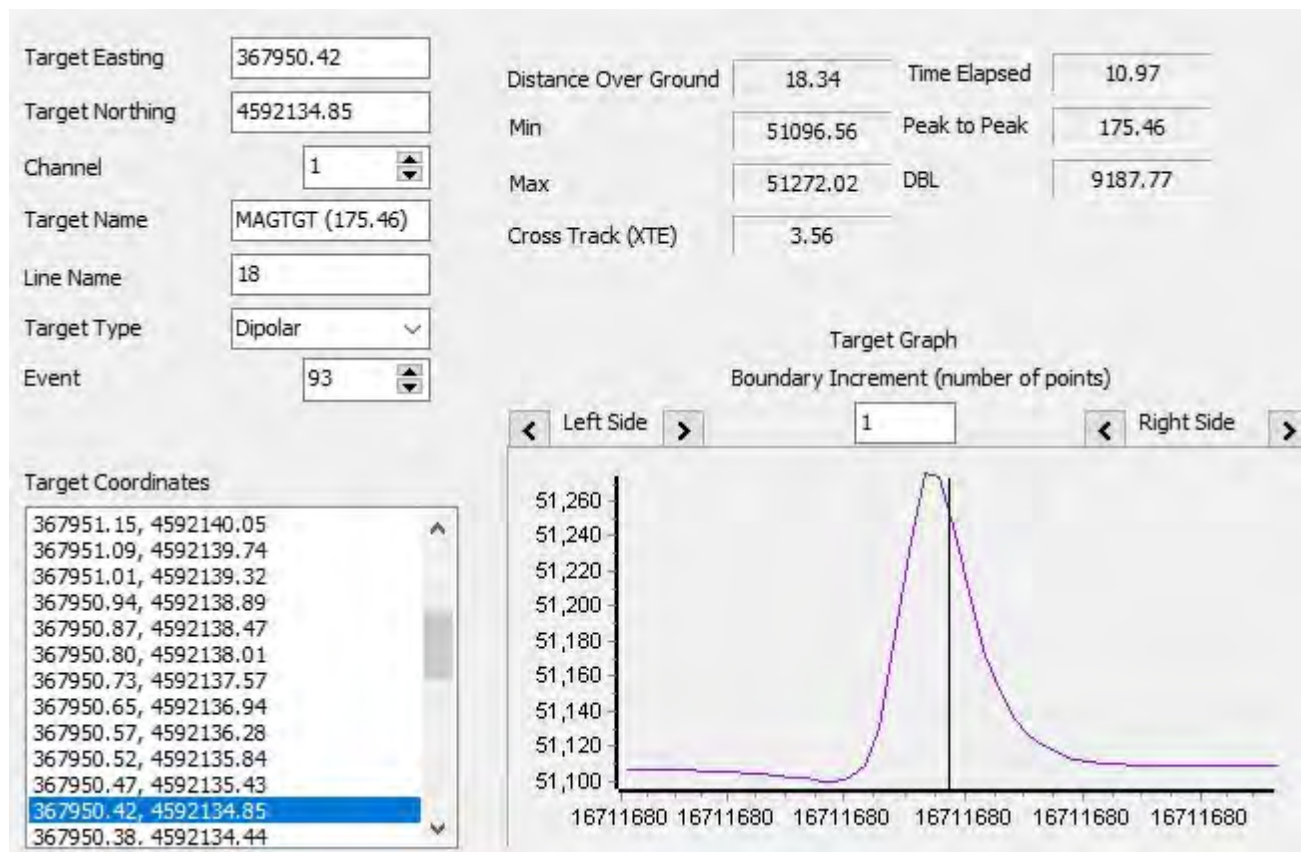 Target Easting 367950.42
Target Northing 4592134.85
Channel 1
Target Name MAGTGT (175.46)
Line Name 18
Target Type Dipolar
Event 93
Distance Over Ground 18.34 Time Elapsed 10.97
Min 51096.56 Peak to Peak 175.46
Max 51272.02 DBL 9187.77
Cross Track (XTE) 3.56
Target Graph
Boundary Increment (number of points)
< Left Side > 1 < Right Side >
Target Coordinates
367951.15, 4592140.05
367951.09, 4592139.74
367951.01, 4592139.32
367950.94, 4592138.89
367950.87, 4592138.47
367950.80, 4592138.01
367950.73, 4592137.57
367950.65, 4592136.94
367950.57, 4592136.28
367950.52, 4592135.84
367950.47, 4592135.43
367950.42, 4592134.85
367950.38, 4592134.44
51,260
51,240
51,220
51,200
51,180
51,160
51,140
51,120
51,100
16711680 16711680 16711680 16711680 16711680 16711680